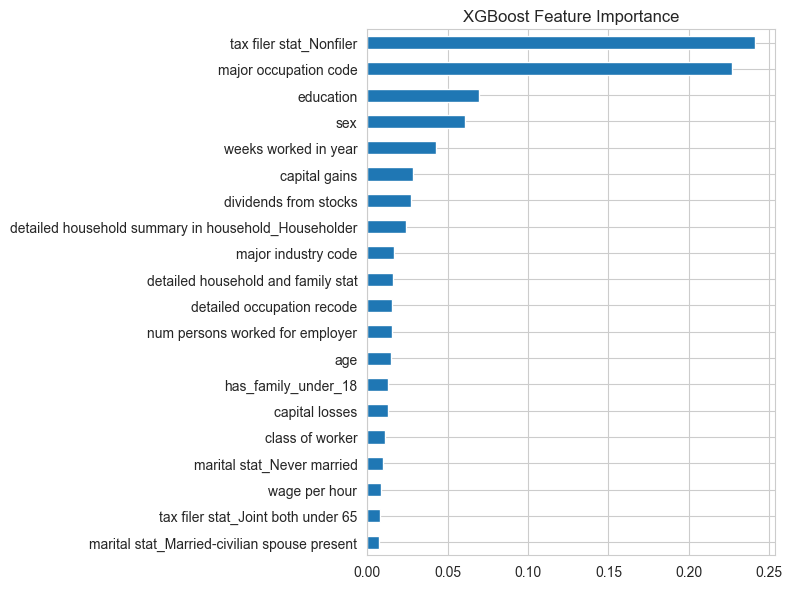 XGBoost Feature Importance
tax filer stat_Nonfiler
major occupation code
education
sex
weeks worked in year
capital gains
dividends from stocks
detailed household summary in household_Householder
major industry code
detailed household and family stat
detailed occupation recode
num persons worked for employer
age
has_family_under_18
capital losses
class of worker
marital stat_Never married
wage per hour
tax filer stat_Joint both under 65
marital stat_Married-civilian spouse present
0.00 0.05 0.10 0.15 0.20 0.25